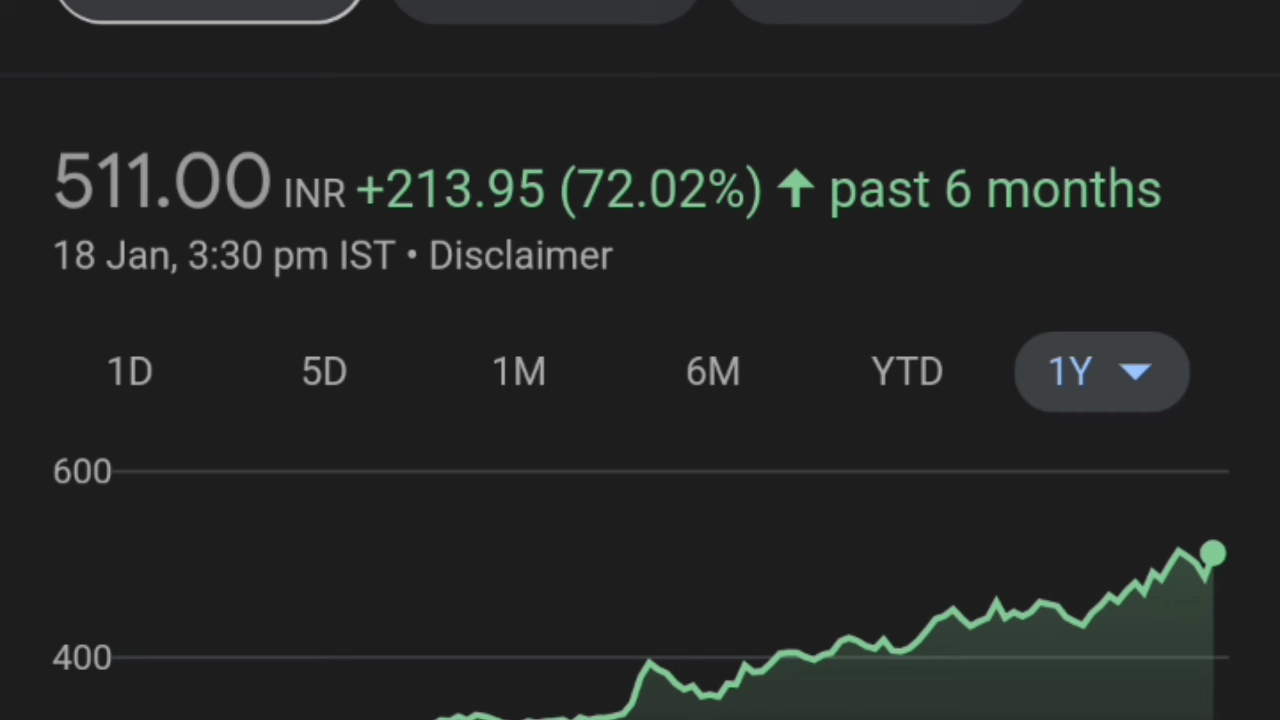 511.00 INR +213.95 (72.02%) ↑ past 6 months
18 Jan, 3:30 pm IST • Disclaimer
1D 5D 1M 6M YTD 1Y
600
400